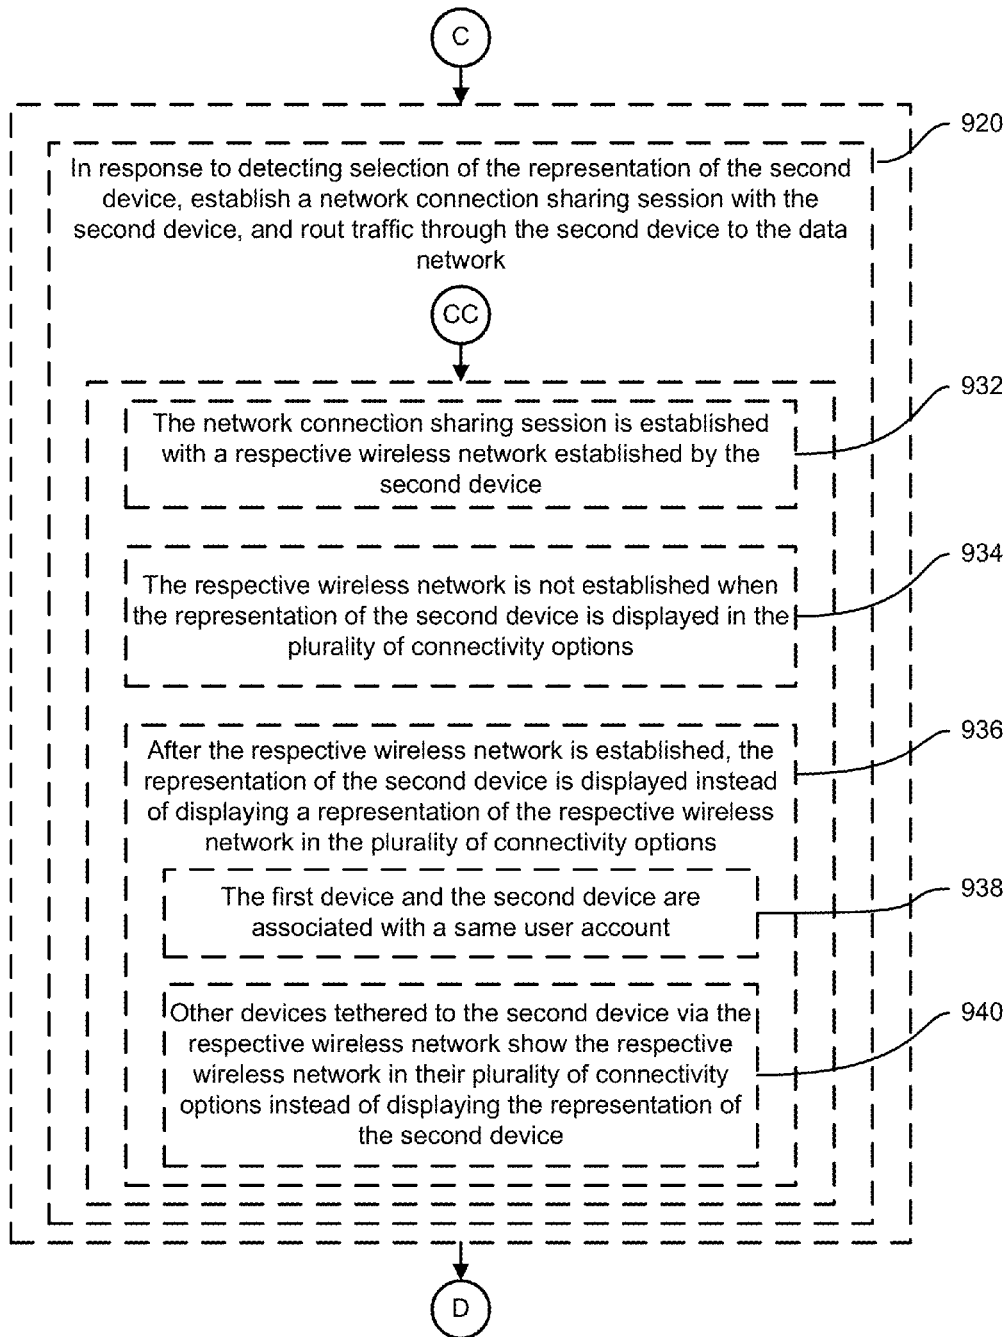 C
920
In response to detecting selection of the representation of the second
device, establish a network connection sharing session with the
second device, and rout traffic through the second device to the data
network
CC
932
The network connection sharing session is established
with a respective wireless network established by the
second device
934
The respective wireless network is not established when
the representation of the second device is displayed in the
plurality of connectivity options
936
After the respective wireless network is established, the
representation of the second device is displayed instead
of displaying a representation of the respective wireless
network in the plurality of connectivity options
938
The first device and the second device are
associated with a same user account
940
Other devices tethered to the second device via the
respective wireless network show the respective
wireless network in their plurality of connectivity
options instead of displaying the representation of
the second device
D